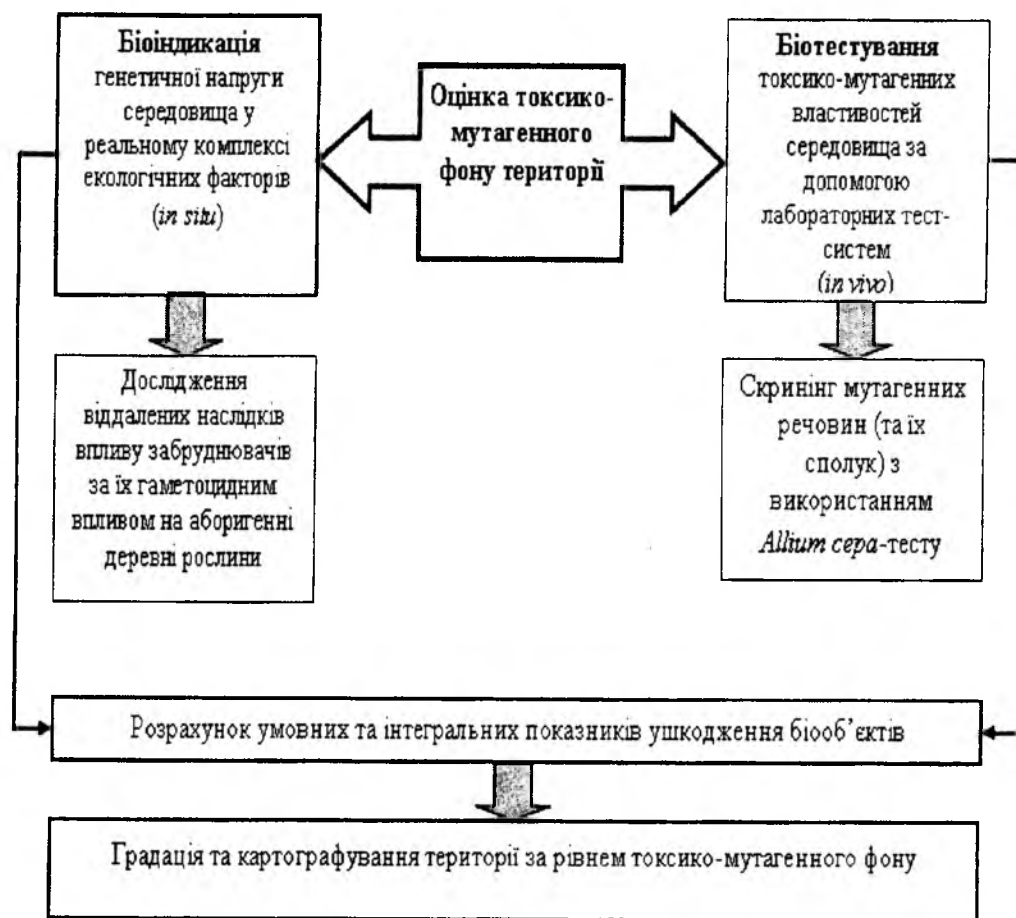 Біоіндикація
генетичної напруги
середовища у
реальному комплексі
екологічних факторів
(in situ)
Оцінка токсико-
мутагенного
фону території
Біотестування
токсико-мутагенних
властивостей
середовища за
допомогою
лабораторних тест-
систем
(in vivo)
Дослідження
віддалених наслідків
впливу забруднювачів
за їх гаметоцидним
впливом на аборигенні
деревні рослини
Скринінг мутагенних
речовин (та їх
сполук) з
використанням
Allium cepa-тесту
Розрахунок умовних та інтегральних показників ушкодження біооб’єктів
Градація та картографування території за рівнем токсико-мутагенного фону